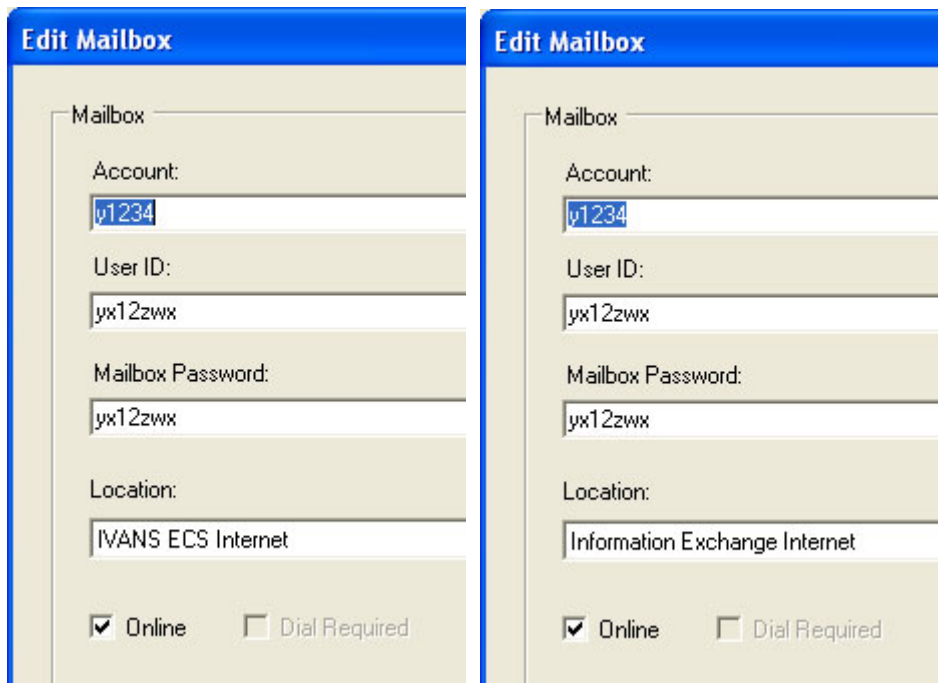 Edit Mailbox
Mailbox
Account:
y1234
User ID:
yx12zwx
Mailbox Password:
yx12zwx
Location:
IVANS ECS Internet
Online Dial Required
Edit Mailbox
Mailbox
Account:
y1234
User ID:
yx12zwx
Mailbox Password:
yx12zwx
Location:
Information Exchange Internet
Online Dial Required